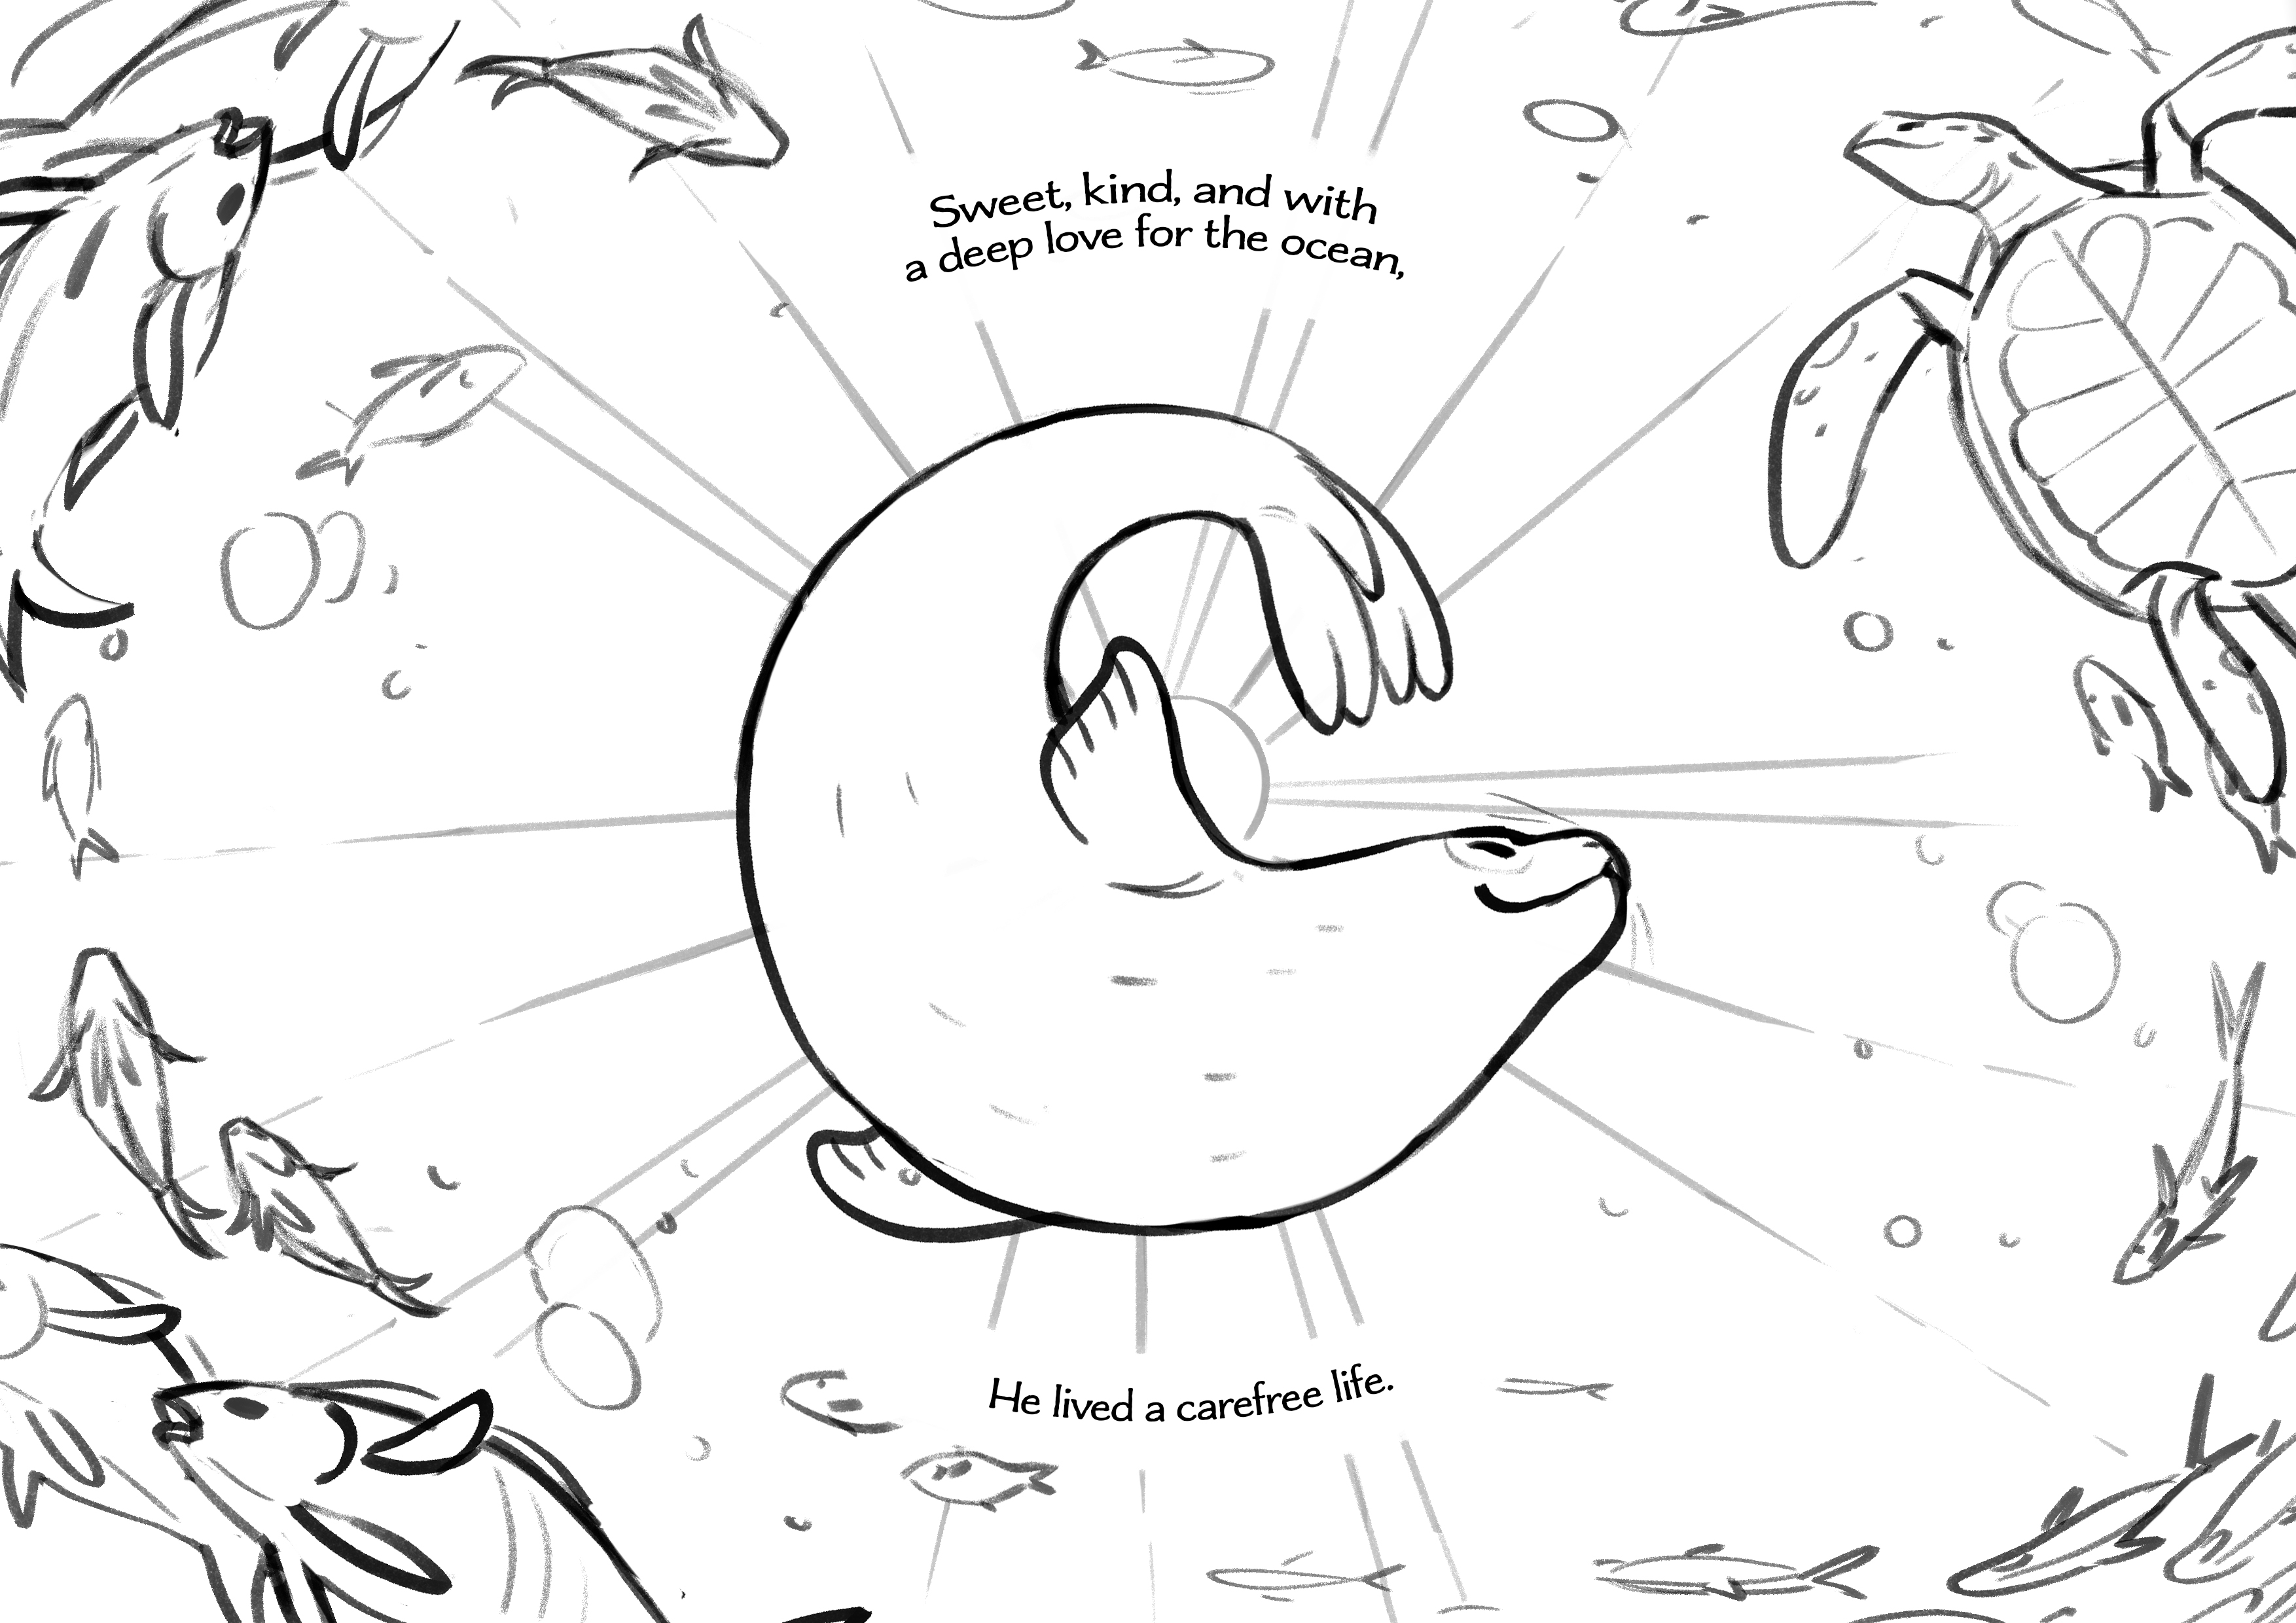 Sweet, kind, and with
a deep love for the ocean,
He lived a carefree life.